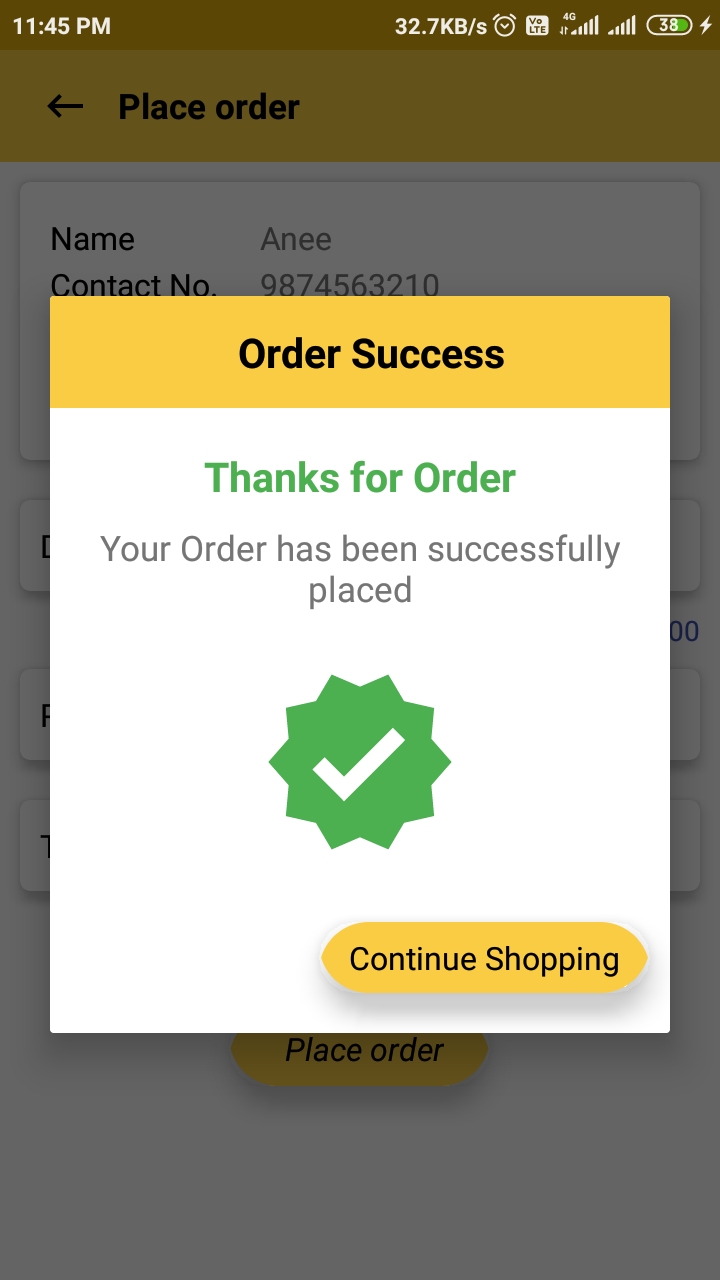 11:45 PM 32.7KB/s Vo LTE 4G 38
Place order
Name Anee
Contact No. 9874563210
Order Success
Thanks for Order
Your Order has been successfully
placed
00
Continue Shopping
Place order